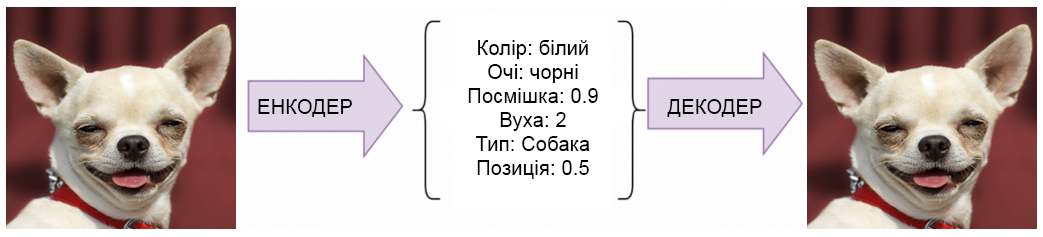 ЕНКОДЕР
Колір: білий
Очі: чорні
Посмішка: 0.9
Вуха: 2
Тип: Собака
Позиція: 0.5
ДЕКОДЕР